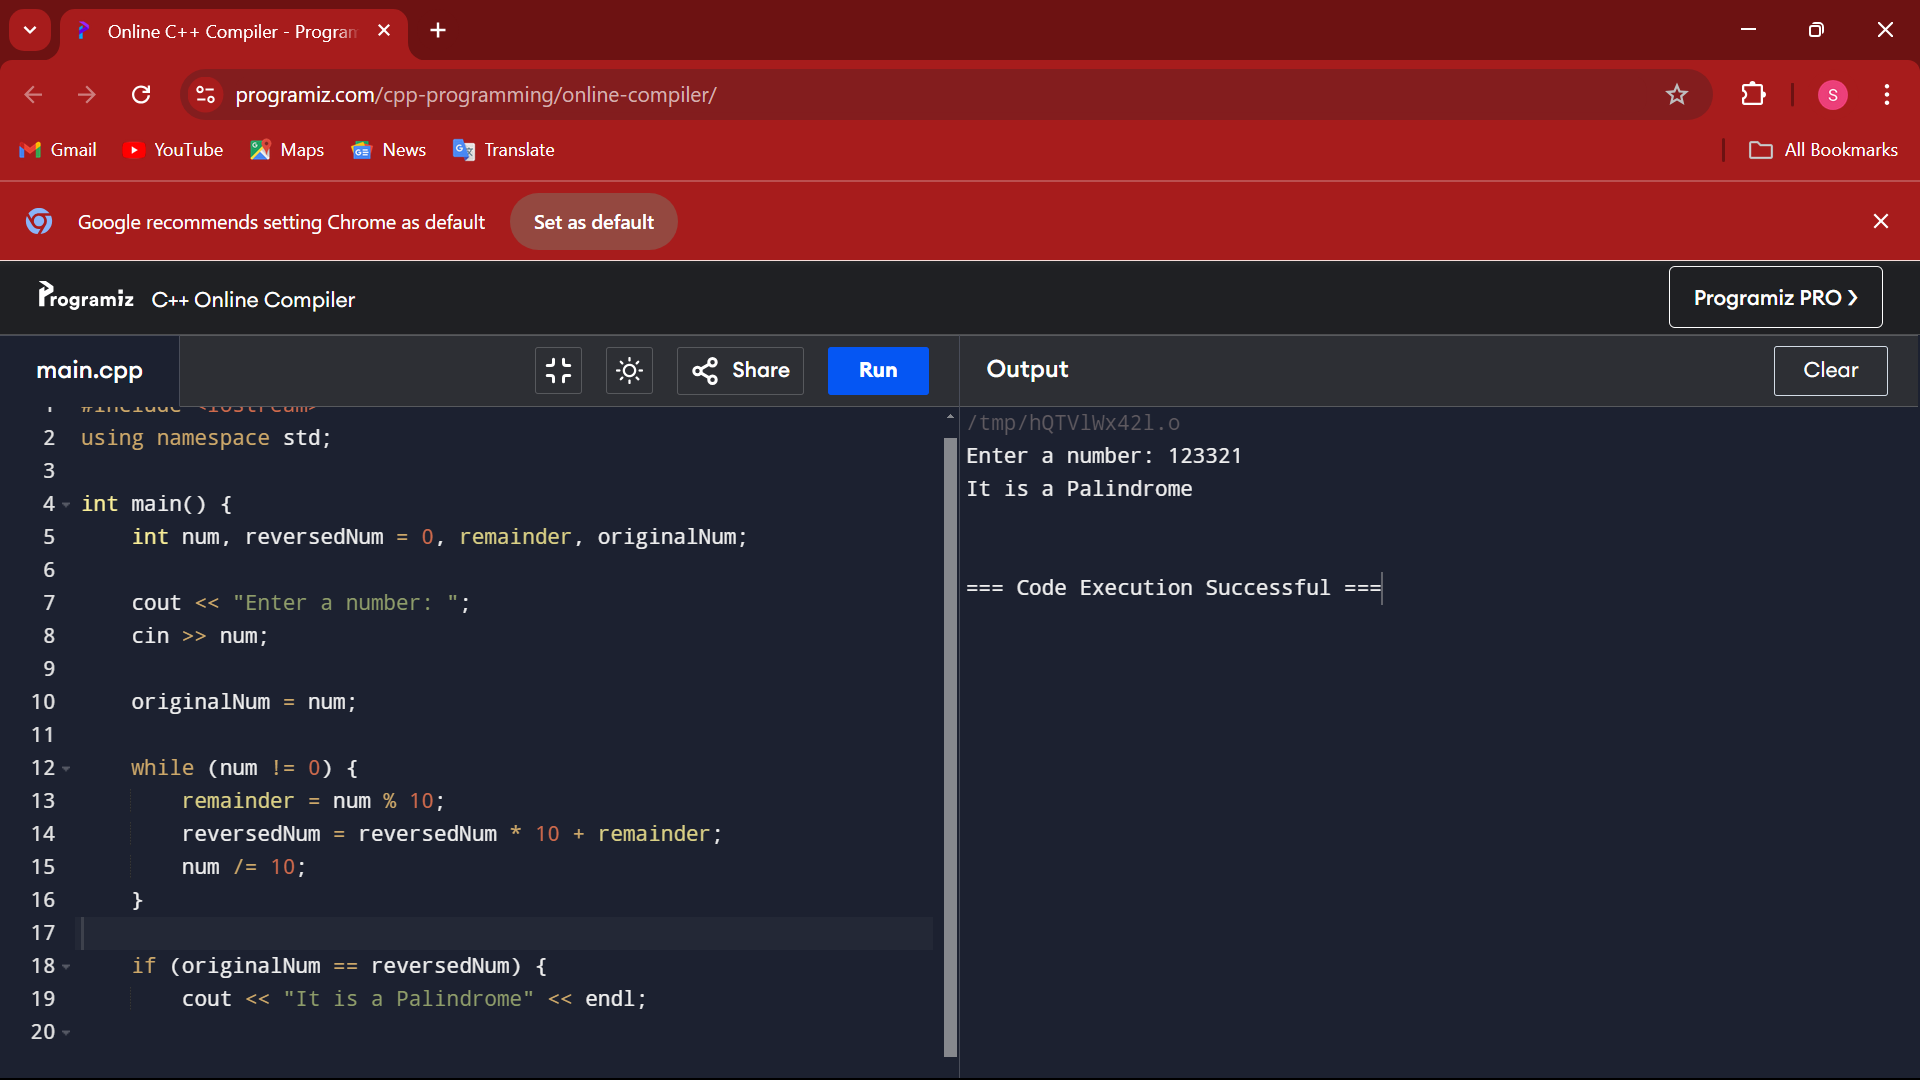 Online C++ Compiler - Program
programiz.com/cpp-programming/online-compiler/
S
Gmail
YouTube
Maps
News
Translate
All Bookmarks
Google recommends setting Chrome as default
Set as default
Programiz
C++ Online Compiler
Programiz PRO ❯
main.cpp
Share
Run
Output
Clear
1 #include <iostream>
2 using namespace std;
3
4 int main() {
5     int num, reversedNum = 0, remainder, originalNum;
6
7     cout << "Enter a number: ";
8     cin >> num;
9
10     originalNum = num;
11
12     while (num != 0) {
13         remainder = num % 10;
14         reversedNum = reversedNum * 10 + remainder;
15         num /= 10;
16     }
17
18     if (originalNum == reversedNum) {
19         cout << "It is a Palindrome" << endl;
20
/tmp/hQTVlWx42l.o
Enter a number: 123321
It is a Palindrome
=== Code Execution Successful ===